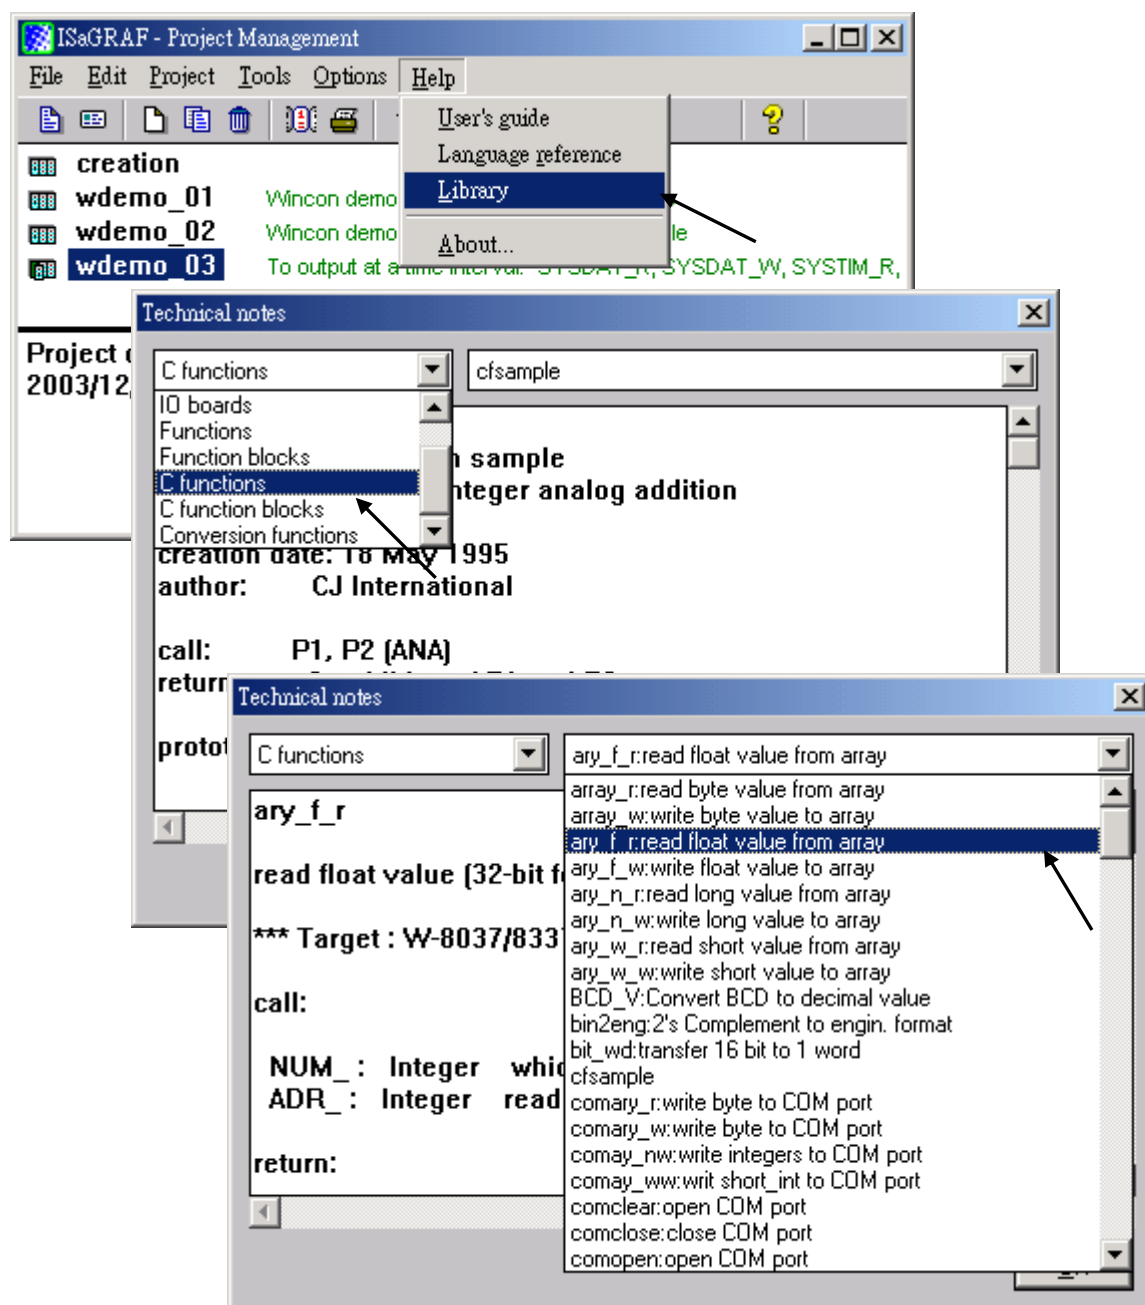 ISaGRAF - Project Management
File Edit Project Tools Options Help
User's guide
Language reference
Library
About...
creation
wdemo_01 Wincon demo
wdemo_02 Wincon demo le
wdemo_03 To output at a time interval. SYSDAT_R, SYSDAT_W, SYSTIM_R,
Project
2003/12
Technical notes
C functions cfsample
IO boards
Functions
Function blocks
C functions
C function blocks
Conversion functions
sample
nteger analog addition
creation date: 18 May 1995
author: CJ International
call: P1, P2 (ANA)
return
protot
Technical notes
C functions ary_f_r:read float value from array
ary_f_r
read float value (32-bit f
*** Target : W-8037/833
call:
NUM_ : Integer whic
ADR_ : Integer read
return:
array_r:read byte value from array
array_w:write byte value to array
ary_f_r:read float value from array
ary_f_w:write float value to array
ary_n_r:read long value from array
ary_n_w:write long value to array
ary_w_r:read short value from array
ary_w_w:write short value to array
BCD_V:Convert BCD to decimal value
bin2eng:2's Complement to engin. format
bit_wd:transfer 16 bit to 1 word
cfsample
comary_r:write byte to COM port
comary_w:write byte to COM port
comay_nw:write integers to COM port
comay_ww:writ short_int to COM port
comclear:open COM port
comclose:close COM port
comopen:open COM port